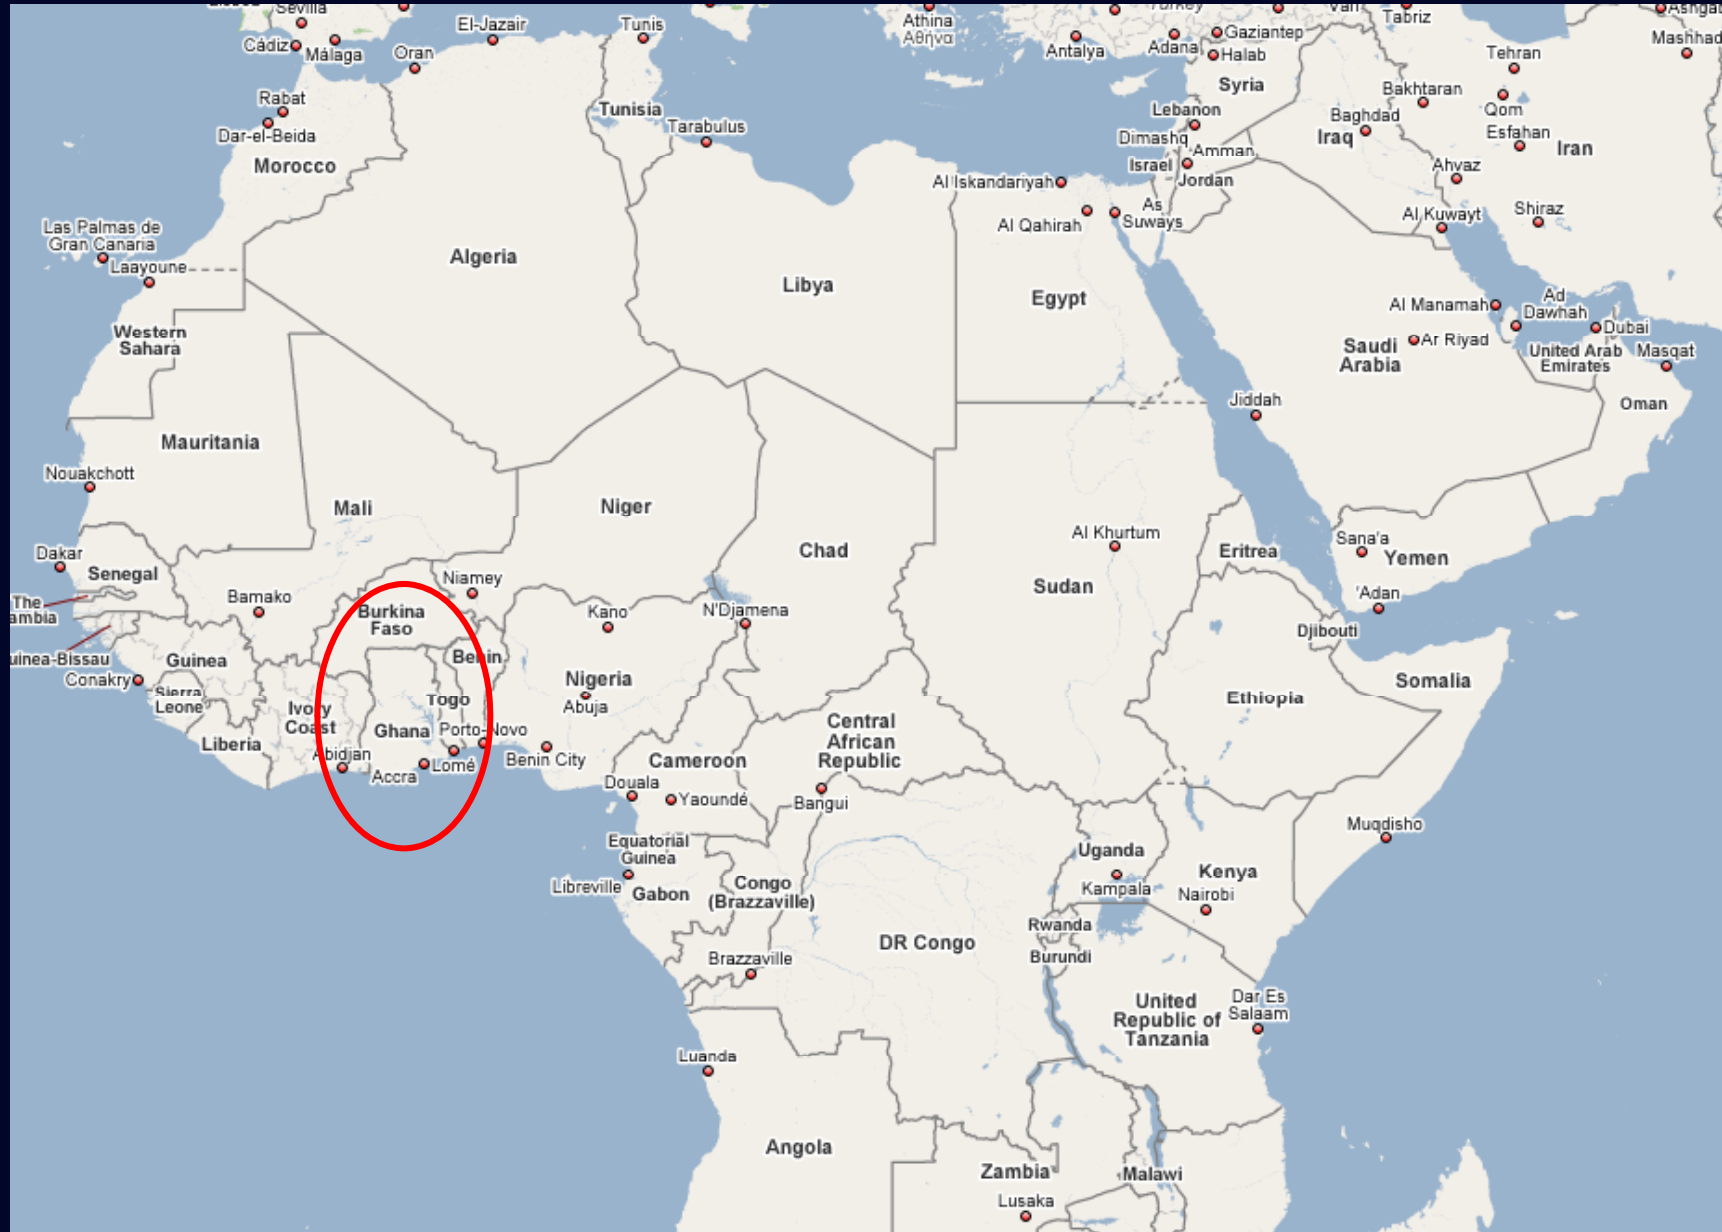 Sevilla
El-Jazair
Tunis
Athina
Αθήνα
Turkey
Van
Tabriz
Cádiz
Málaga
Oran
Antalya
Adana
Gaziantep
Halab
Tehran
Mashhad
Syria
Rabat
Dar-el-Beida
Morocco
Tunisia
Tarabulus
Lebanon
Dimashq
Israel
Amman
Jordan
Baghdad
Iraq
Bakhtaran
Qom
Esfahan
Iran
Ahvaz
Al Iskandariyah
Al Qahirah
As
Suways
Al Kuwayt
Shiraz
Las Palmas de
Gran Canaria
Laayoune
Algeria
Libya
Egypt
Al Manamah
Ad
Dawhah
Dubai
Western
Sahara
Saudi
Arabia
Ar Riyad
United Arab
Emirates
Masqat
Jiddah
Oman
Mauritania
Nouakchott
Mali
Niger
Chad
Al Khurtum
Sudan
Eritrea
Sana'a
Yemen
'Adan
Dakar
Senegal
The
ambia
Bamako
Niamey
Burkina
Faso
Kano
N'Djamena
Djibouti
uinea-Bissau
Guinea
Conakry
Sierra
Leone
Benin
Nigeria
Abuja
Ethiopia
Somalia
Ivory
Coast
Togo
Ghana
Porto-Novo
Liberia
Abidjan
Accra
Lomé
Benin City
Cameroon
Central
African
Republic
Douala
Yaoundé
Bangui
Equatorial
Guinea
Libreville
Gabon
Congo
(Brazzaville)
Uganda
Kampala
Kenya
Nairobi
Muqdisho
Rwanda
Burundi
DR Congo
Brazzaville
United
Republic of
Tanzania
Dar Es
Salaam
Luanda
Angola
Zambia
Lusaka
Malawi